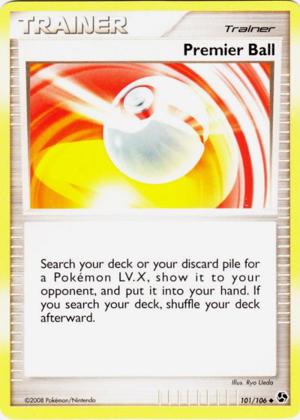 TRAINER
Trainer
Premier Ball
Search your deck or your discard pile for
a Pokémon LV.X, show it to your
opponent, and put it into your hand. If
you search your deck, shuffle your deck
afterward.
Illus. Ryo Ueda
©2008 Pokémon/Nintendo
101/106